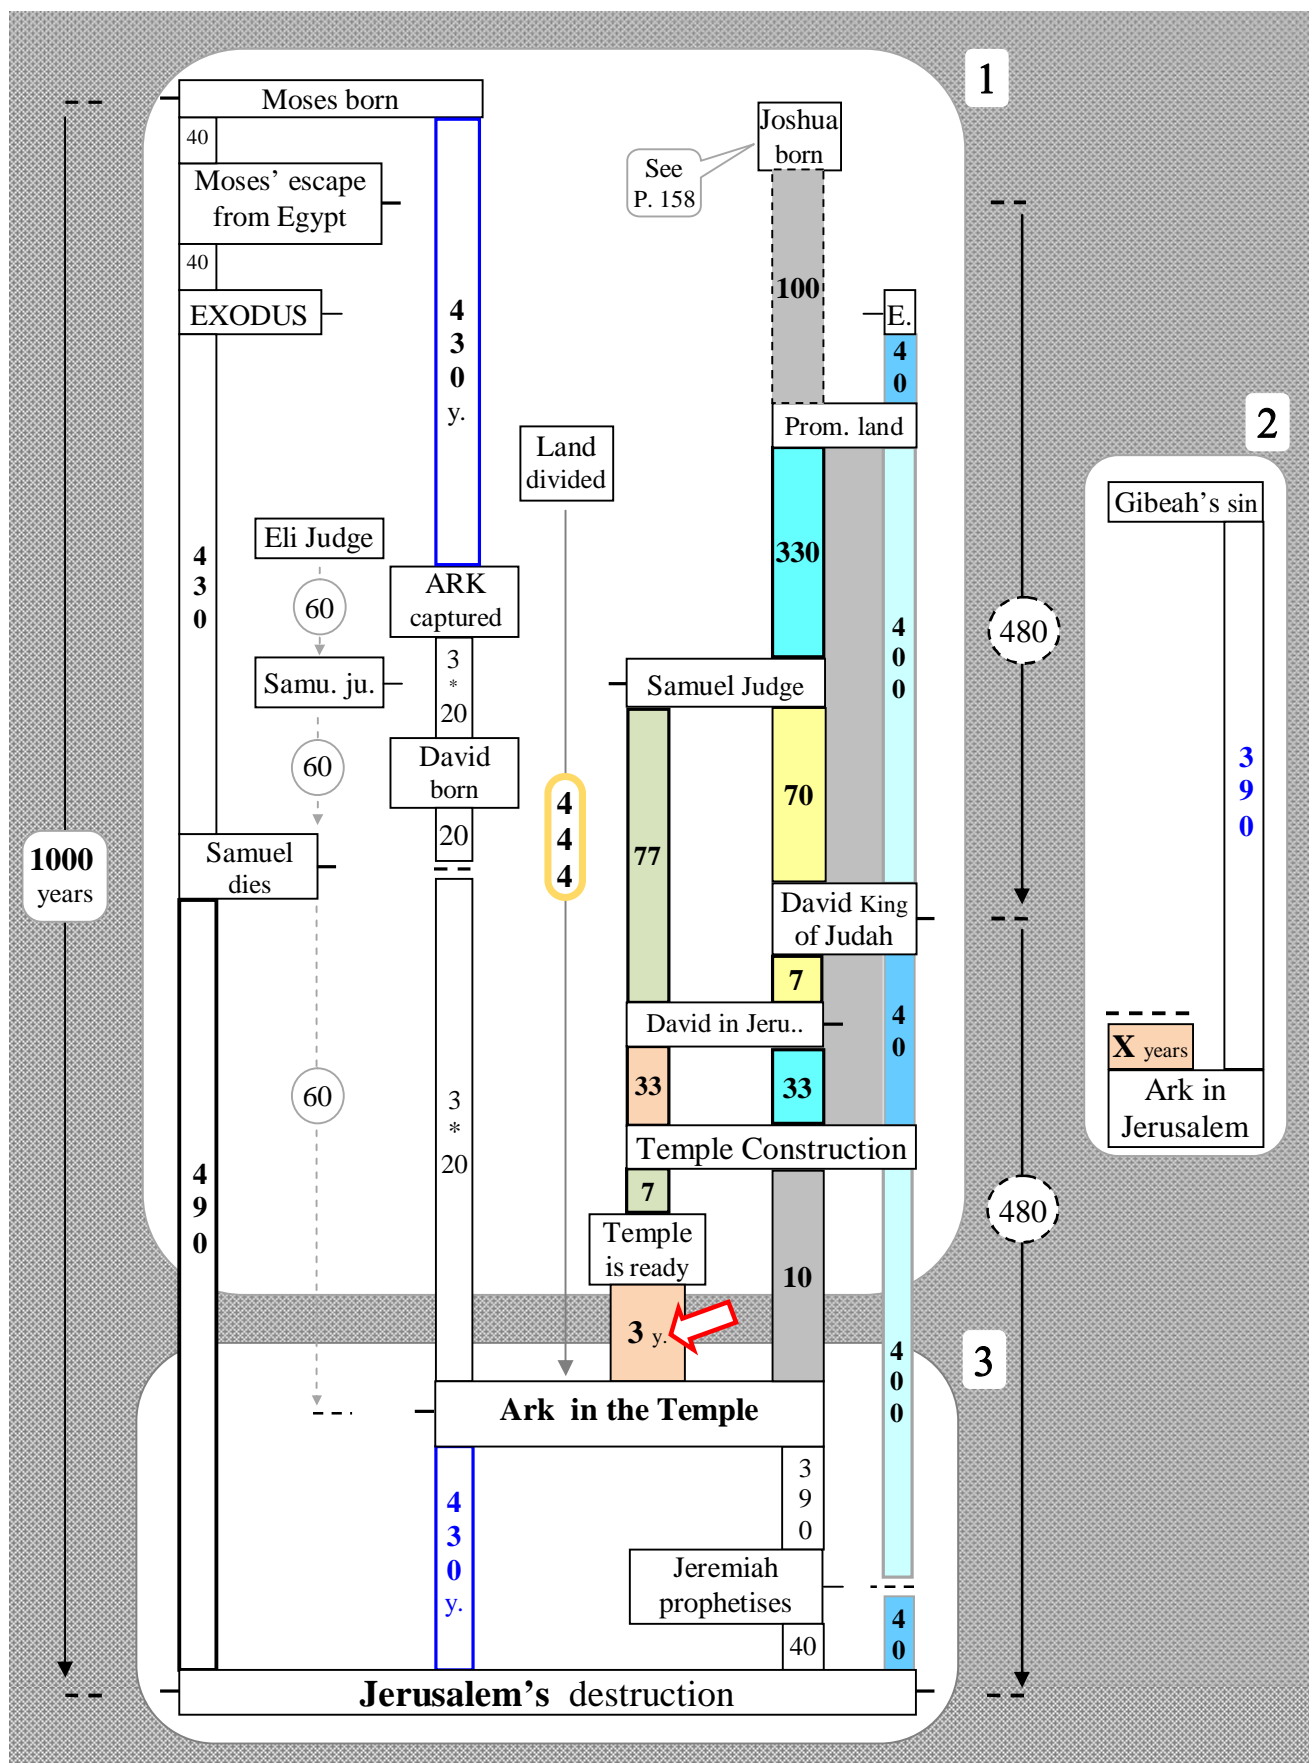 1
Moses born
40
Joshua
born
See
P. 158
Moses’ escape
from Egypt
40
100
EXODUS
E.
4
3
0
y.
4
0
Prom. land
2
Land
divided
Gibeah’s sin
Eli Judge
330
4
3
0
60
ARK
captured
480
4
0
0
3
*
20
Samu. ju.
Samuel Judge
60
David
born
3
9
0
4
4
4
70
20
77
1000
years
Samuel
dies
David King
of Judah
7
David in Jeru..
4
0
X years
33
33
60
Ark in
Jerusalem
3
*
20
Temple Construction
4
9
0
7
480
Temple
is ready
10
3 y.
3
4
0
0
Ark in the Temple
3
9
0
4
3
0
y.
Jeremiah
prophetises
40
4
0
Jerusalem’s destruction